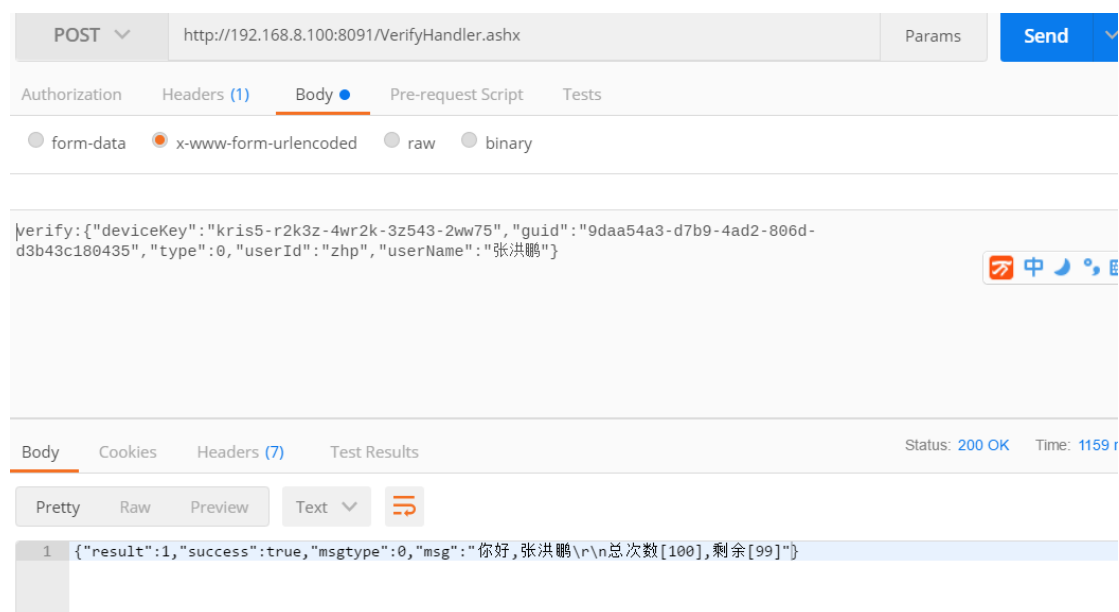 POST http://192.168.8.100:8091/VerifyHandler.ashx Params Send
Authorization Headers (1) Body Pre-request Script Tests
form-data x-www-form-urlencoded raw binary
verify:{"deviceKey":"kris5-r2k3z-4wr2k-3z543-2ww75","guid":"9daa54a3-d7b9-4ad2-806d-
d3b43c180435","type":0,"userId":"zhp","userName":"张洪鹏"}
中
Body Cookies Headers (7) Test Results Status: 200 OK Time: 1159
Pretty Raw Preview Text
1 {"result":1,"success":true,"msgtype":0,"msg":"你好,张洪鹏\r\n总次数[100],剩余[99]"}